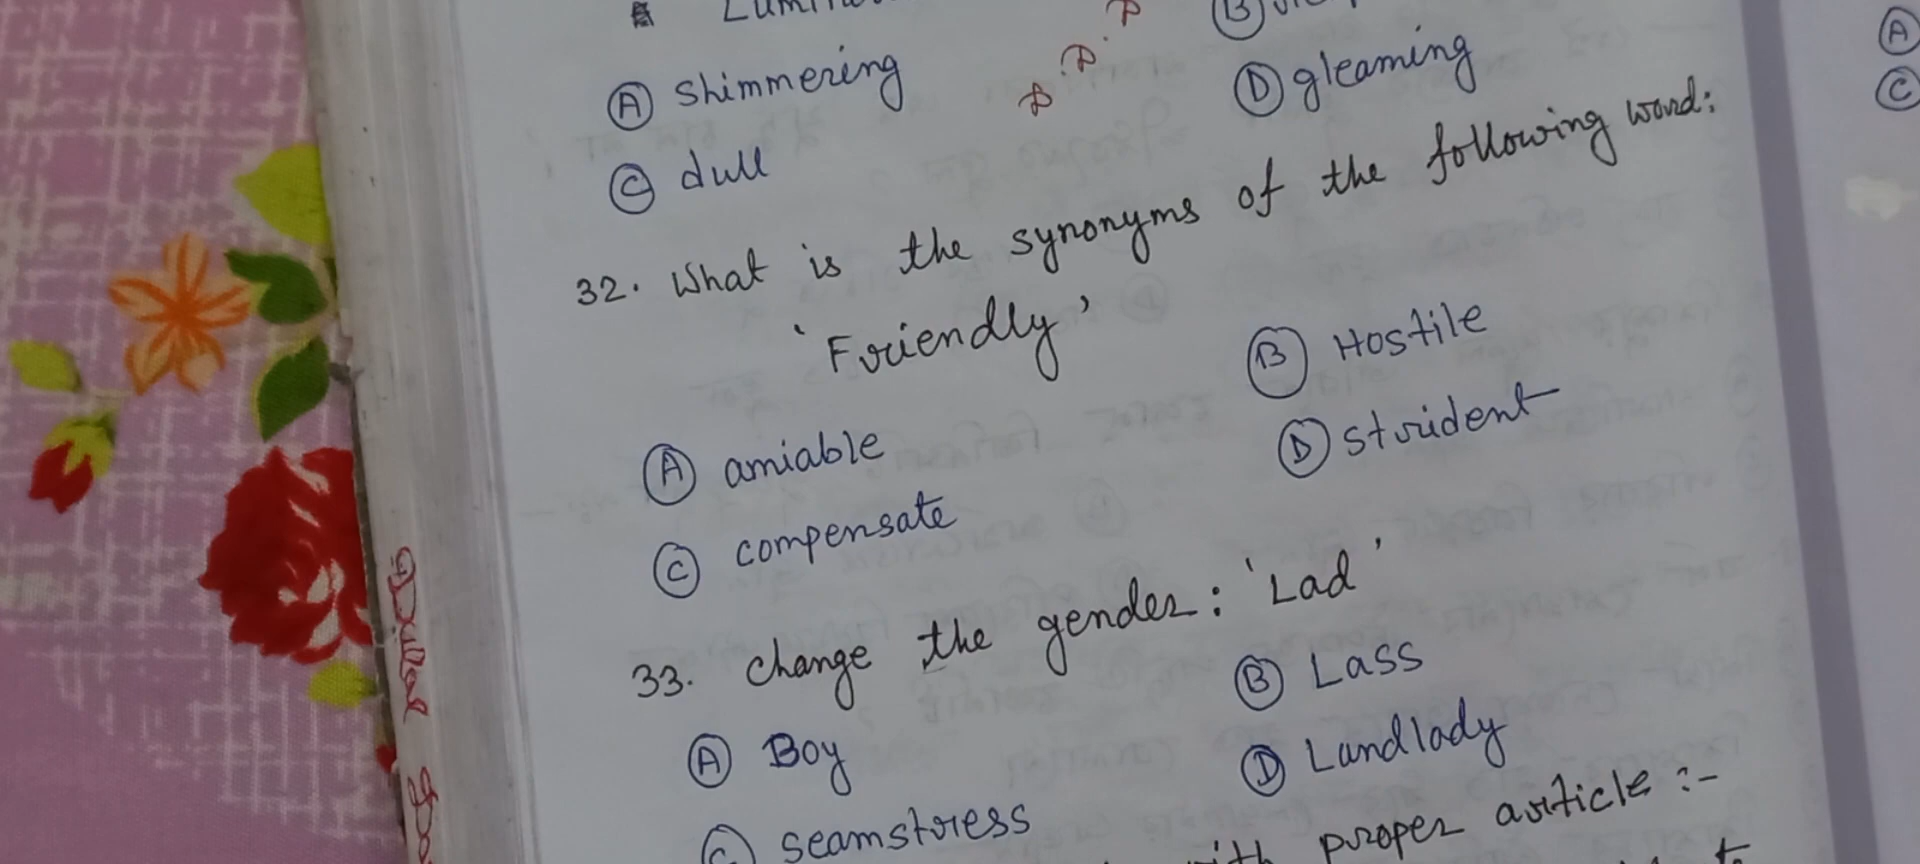 Ⓐ shimmering
Ⓓ gleaming
Ⓒ dull
32. What is the synonyms of the following word:
'Friendly'
Ⓐ amiable
Ⓑ Hostile
Ⓒ compensate
Ⓓ strident
33. change the gender: 'Lad'
Ⓐ Boy
Ⓑ Lass
Ⓒ seamstress
Ⓓ Landlady
with proper article :-